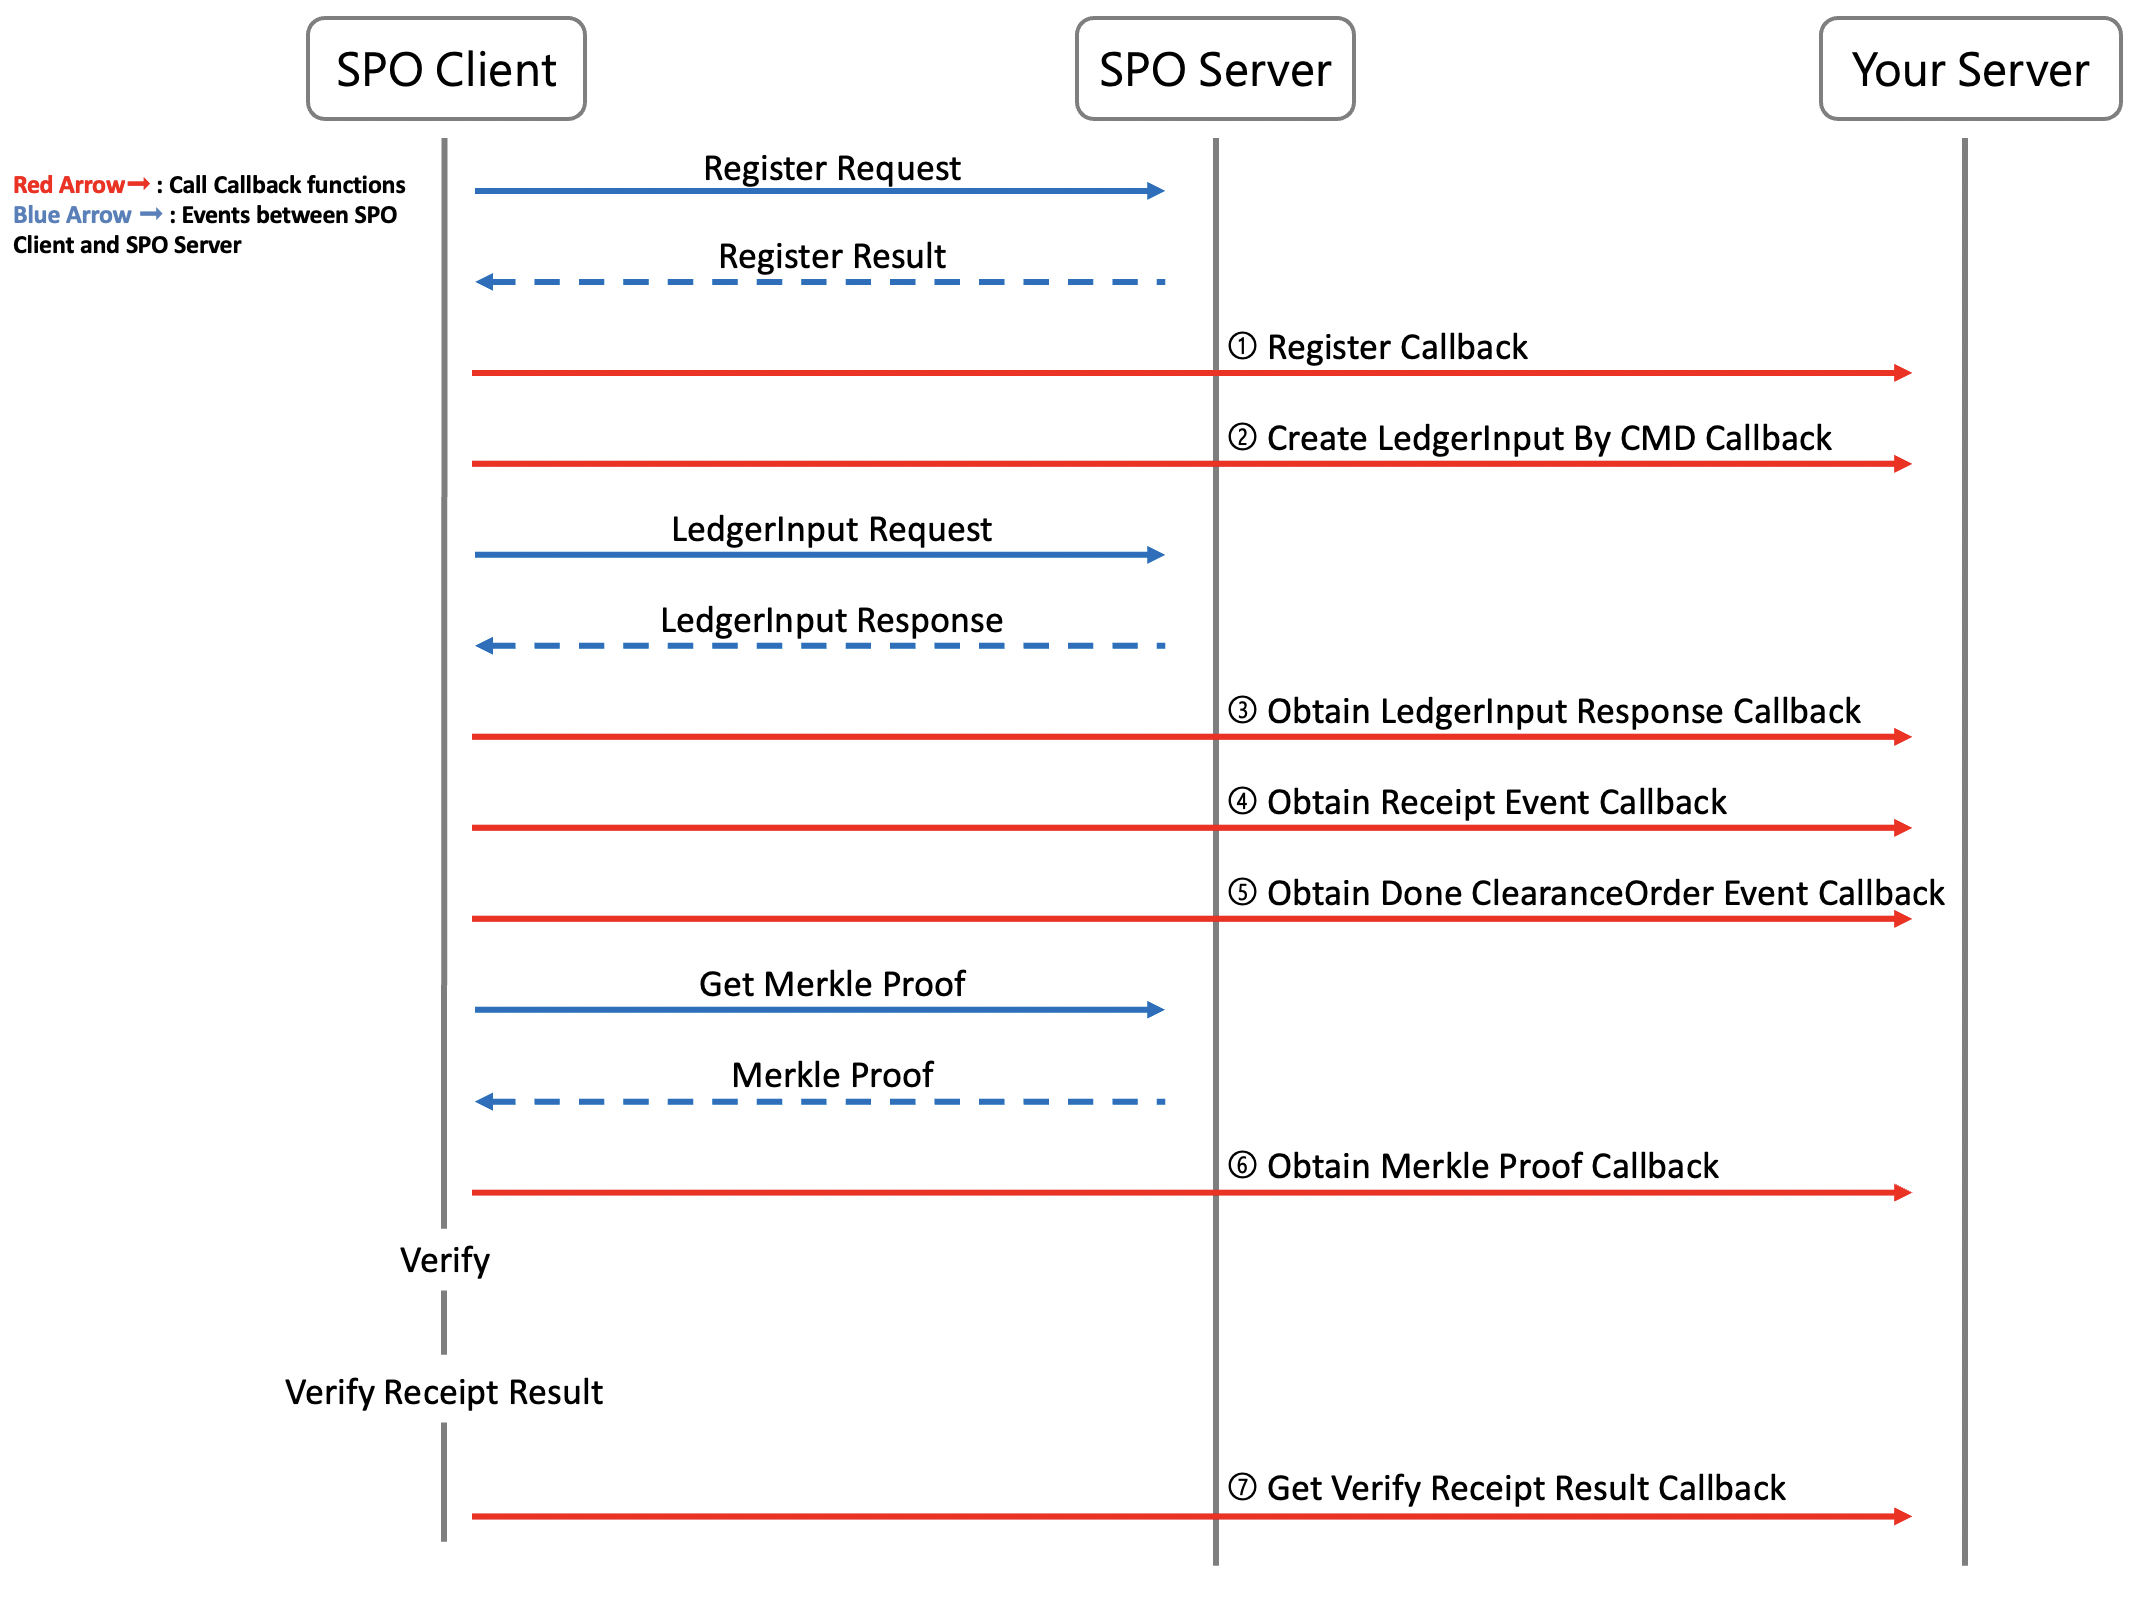 SPO Client
SPO Server
Your Server
Register Request
Red Arrow→ : Call Callback functions
Blue Arrow → : Events between SPO
Client and SPO Server
Register Result
① Register Callback
② Create LedgerInput By CMD Callback
LedgerInput Request
LedgerInput Response
③ Obtain LedgerInput Response Callback
④ Obtain Receipt Event Callback
⑤ Obtain Done ClearanceOrder Event Callback
Get Merkle Proof
Merkle Proof
⑥ Obtain Merkle Proof Callback
Verify
Verify Receipt Result
⑦ Get Verify Receipt Result Callback